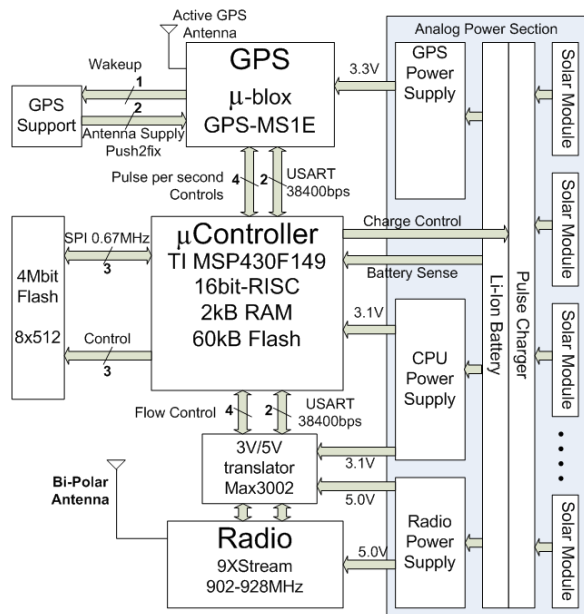 Active GPS
Antenna
Analog Power Section
GPS
μ-blox
GPS-MS1E
Wakeup
1
2
GPS
Support
Antenna Supply
Push2fix
3.3V
GPS
Power
Supply
Solar Module
Pulse per second
Controls
4
2
USART
38400bps
Solar Module
SPI 0.67MHz
3
4Mbit
Flash
8x512
Control
3
μController
TI MSP430F149
16bit-RISC
2kB RAM
60kB Flash
Charge Control
Battery Sense
3.1V
CPU
Power
Supply
Li-Ion Battery
Pulse Charger
Solar Module
Flow Control
4
2
USART
38400bps
3V/5V
translator
Max3002
3.1V
5.0V
Bi-Polar
Antenna
Radio
9XStream
902-928MHz
5.0V
Radio
Power
Supply
Solar Module